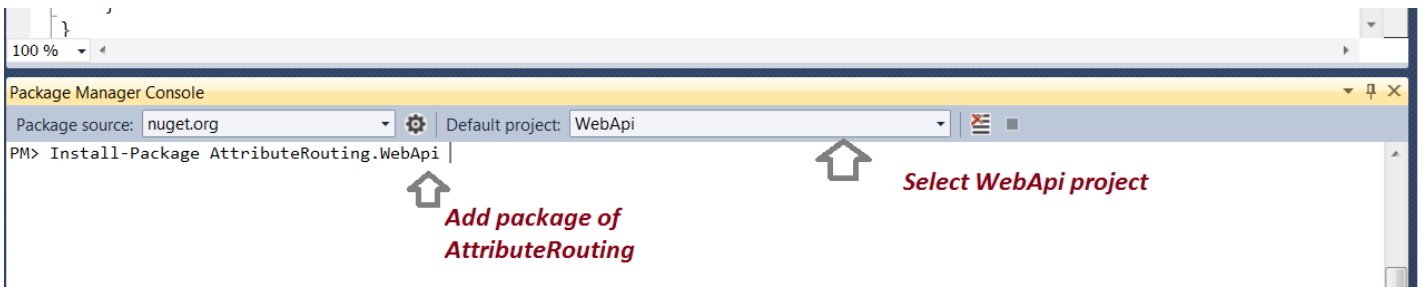 }
100 %
Package Manager Console
Package source: nuget.org Default project: WebApi
PM> Install-Package AttributeRouting.WebApi
Select WebApi project
Add package of
AttributeRouting